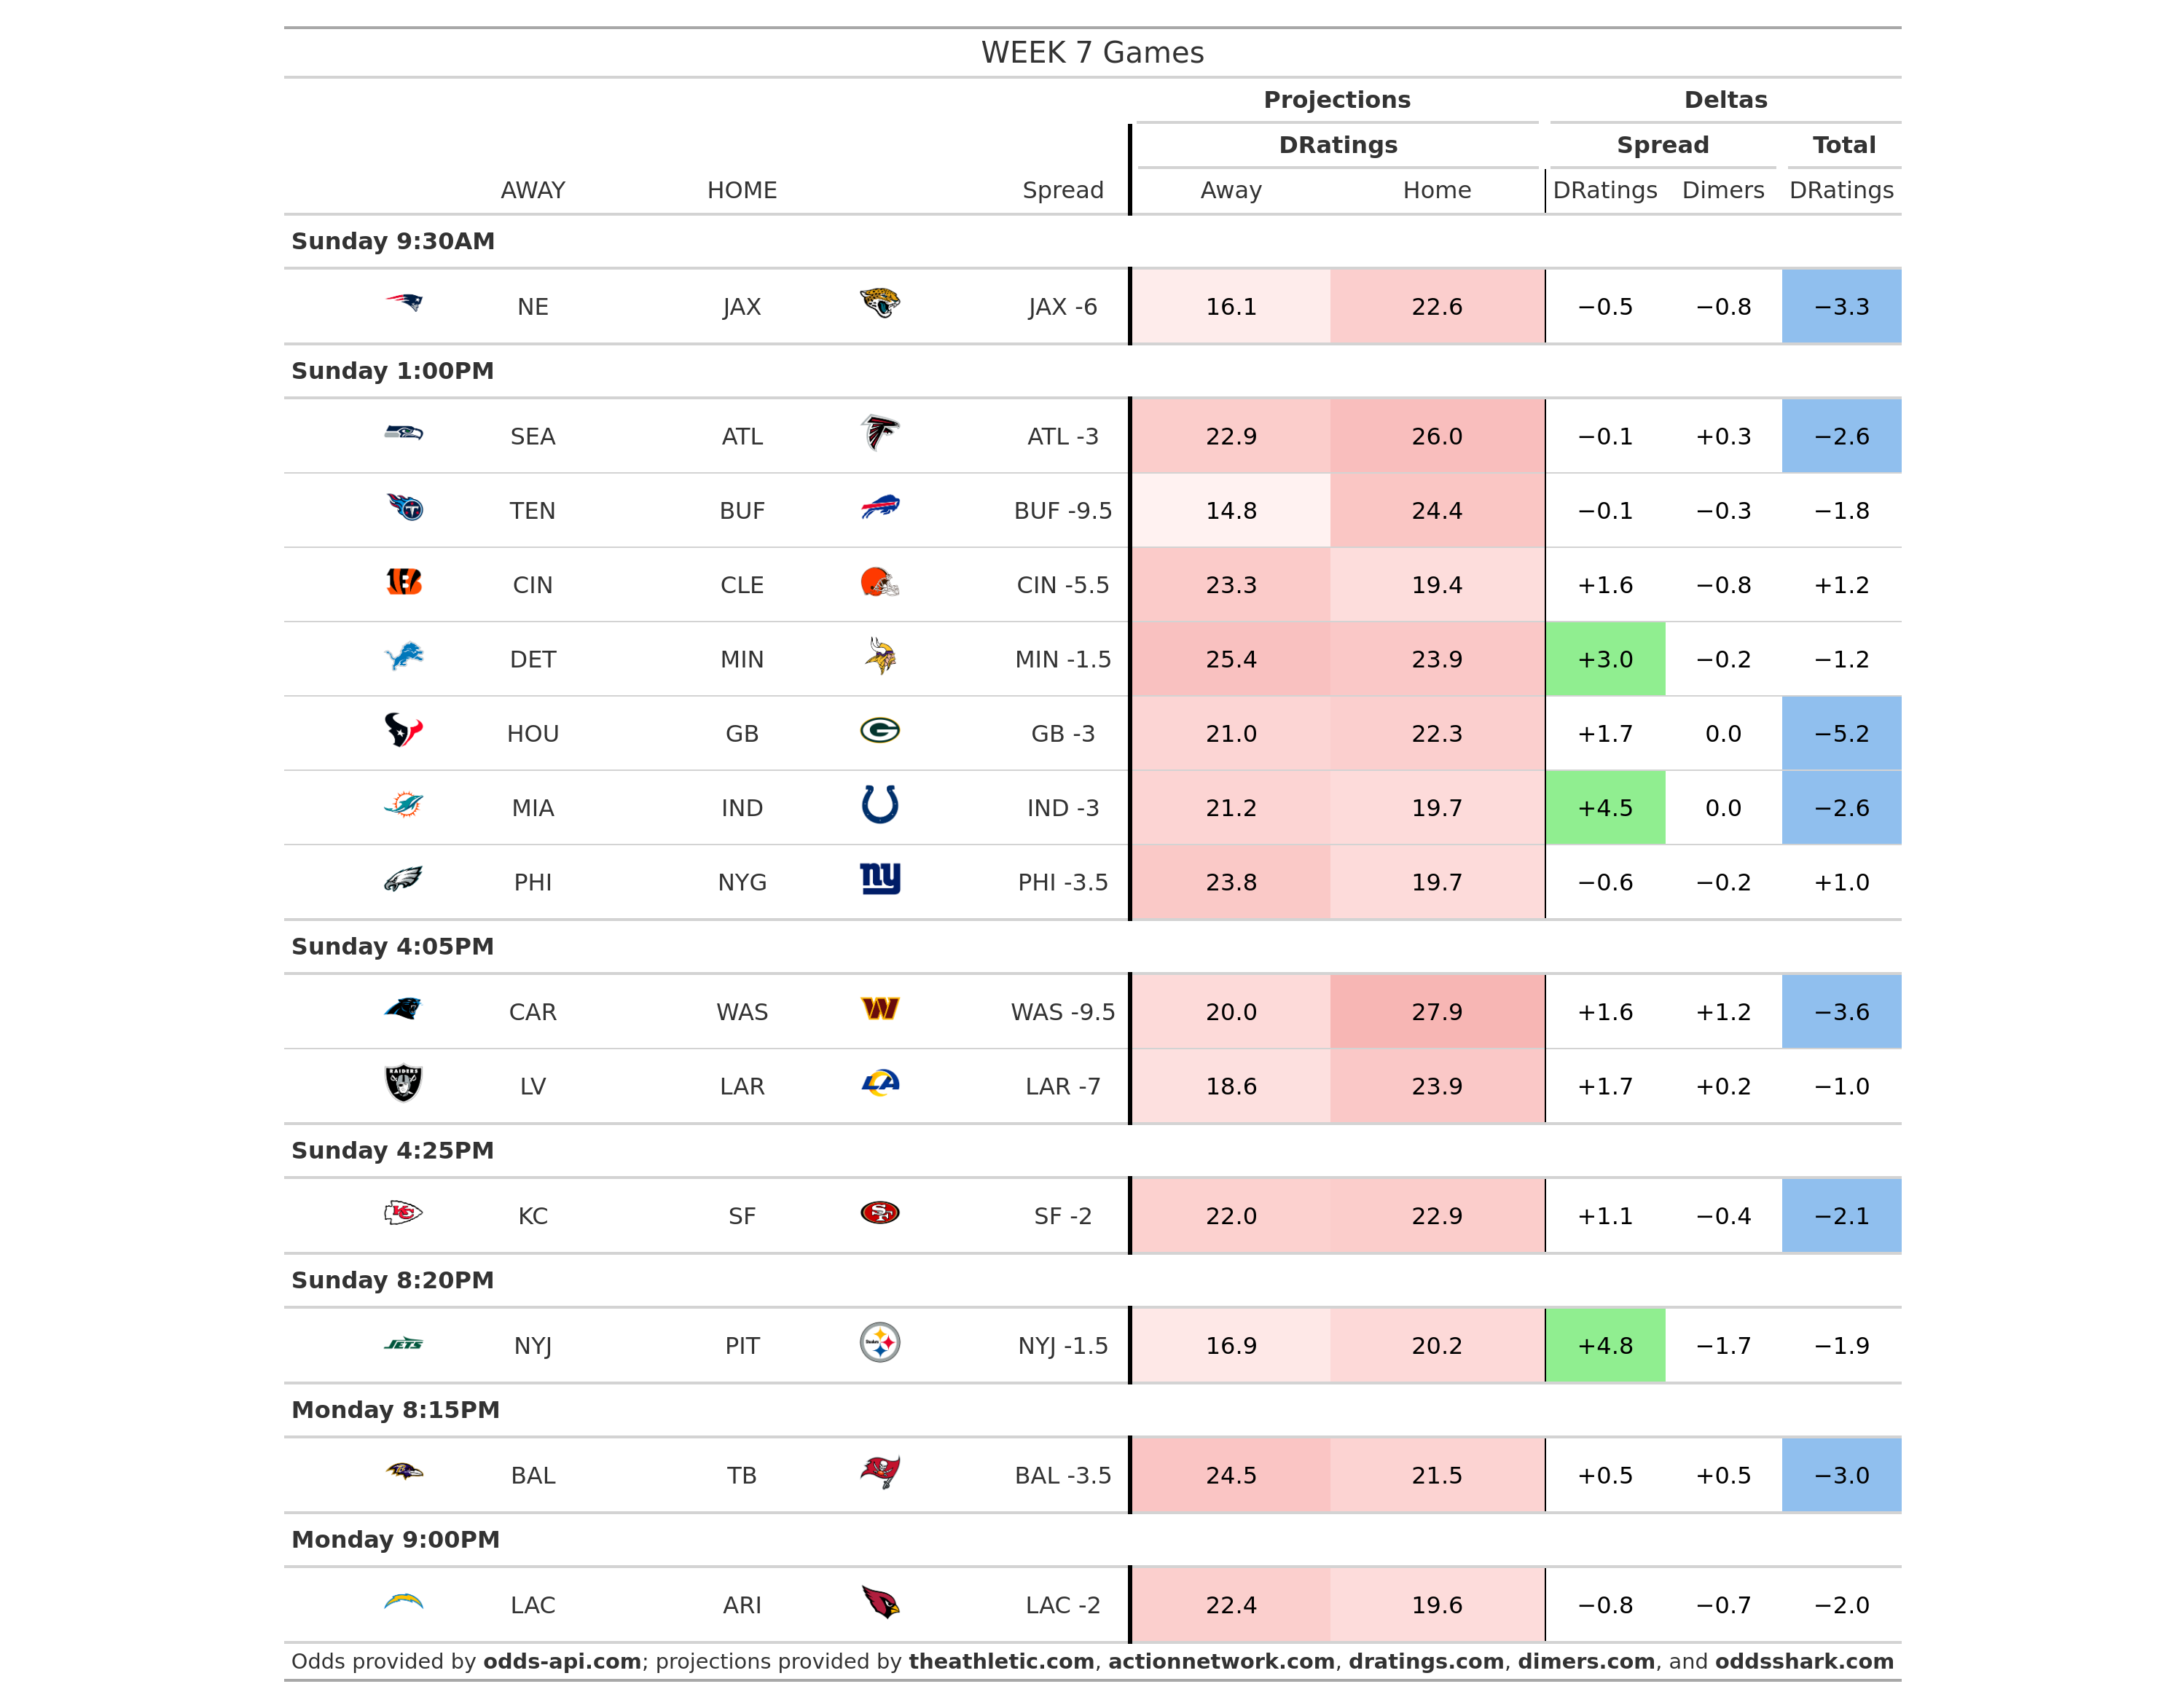 WEEK 7 Games
Projections Deltas
DRatings Spread Total
AWAY HOME Spread Away Home DRatings Dimers DRatings
Sunday 9:30AM
NE JAX JAX -6 16.1 22.6 −0.5 −0.8 −3.3
Sunday 1:00PM
SEA ATL ATL -3 22.9 26.0 −0.1 +0.3 −2.6
TEN BUF BUF -9.5 14.8 24.4 −0.1 −0.3 −1.8
CIN CLE CIN -5.5 23.3 19.4 +1.6 −0.8 +1.2
DET MIN MIN -1.5 25.4 23.9 +3.0 −0.2 −1.2
HOU GB GB -3 21.0 22.3 +1.7 0.0 −5.2
MIA IND IND -3 21.2 19.7 +4.5 0.0 −2.6
PHI NYG ny PHI -3.5 23.8 19.7 −0.6 −0.2 +1.0
Sunday 4:05PM
CAR WAS W WAS -9.5 20.0 27.9 +1.6 +1.2 −3.6
RAIDERS LV LAR LA LAR -7 18.6 23.9 +1.7 +0.2 −1.0
Sunday 4:25PM
KC KC SF SF SF -2 22.0 22.9 +1.1 −0.4 −2.1
Sunday 8:20PM
JETS NYJ PIT Steelers NYJ -1.5 16.9 20.2 +4.8 −1.7 −1.9
Monday 8:15PM
BAL TB BAL -3.5 24.5 21.5 +0.5 +0.5 −3.0
Monday 9:00PM
LAC ARI LAC -2 22.4 19.6 −0.8 −0.7 −2.0
Odds provided by odds-api.com; projections provided by theathletic.com, actionnetwork.com, dratings.com, dimers.com, and oddsshark.com